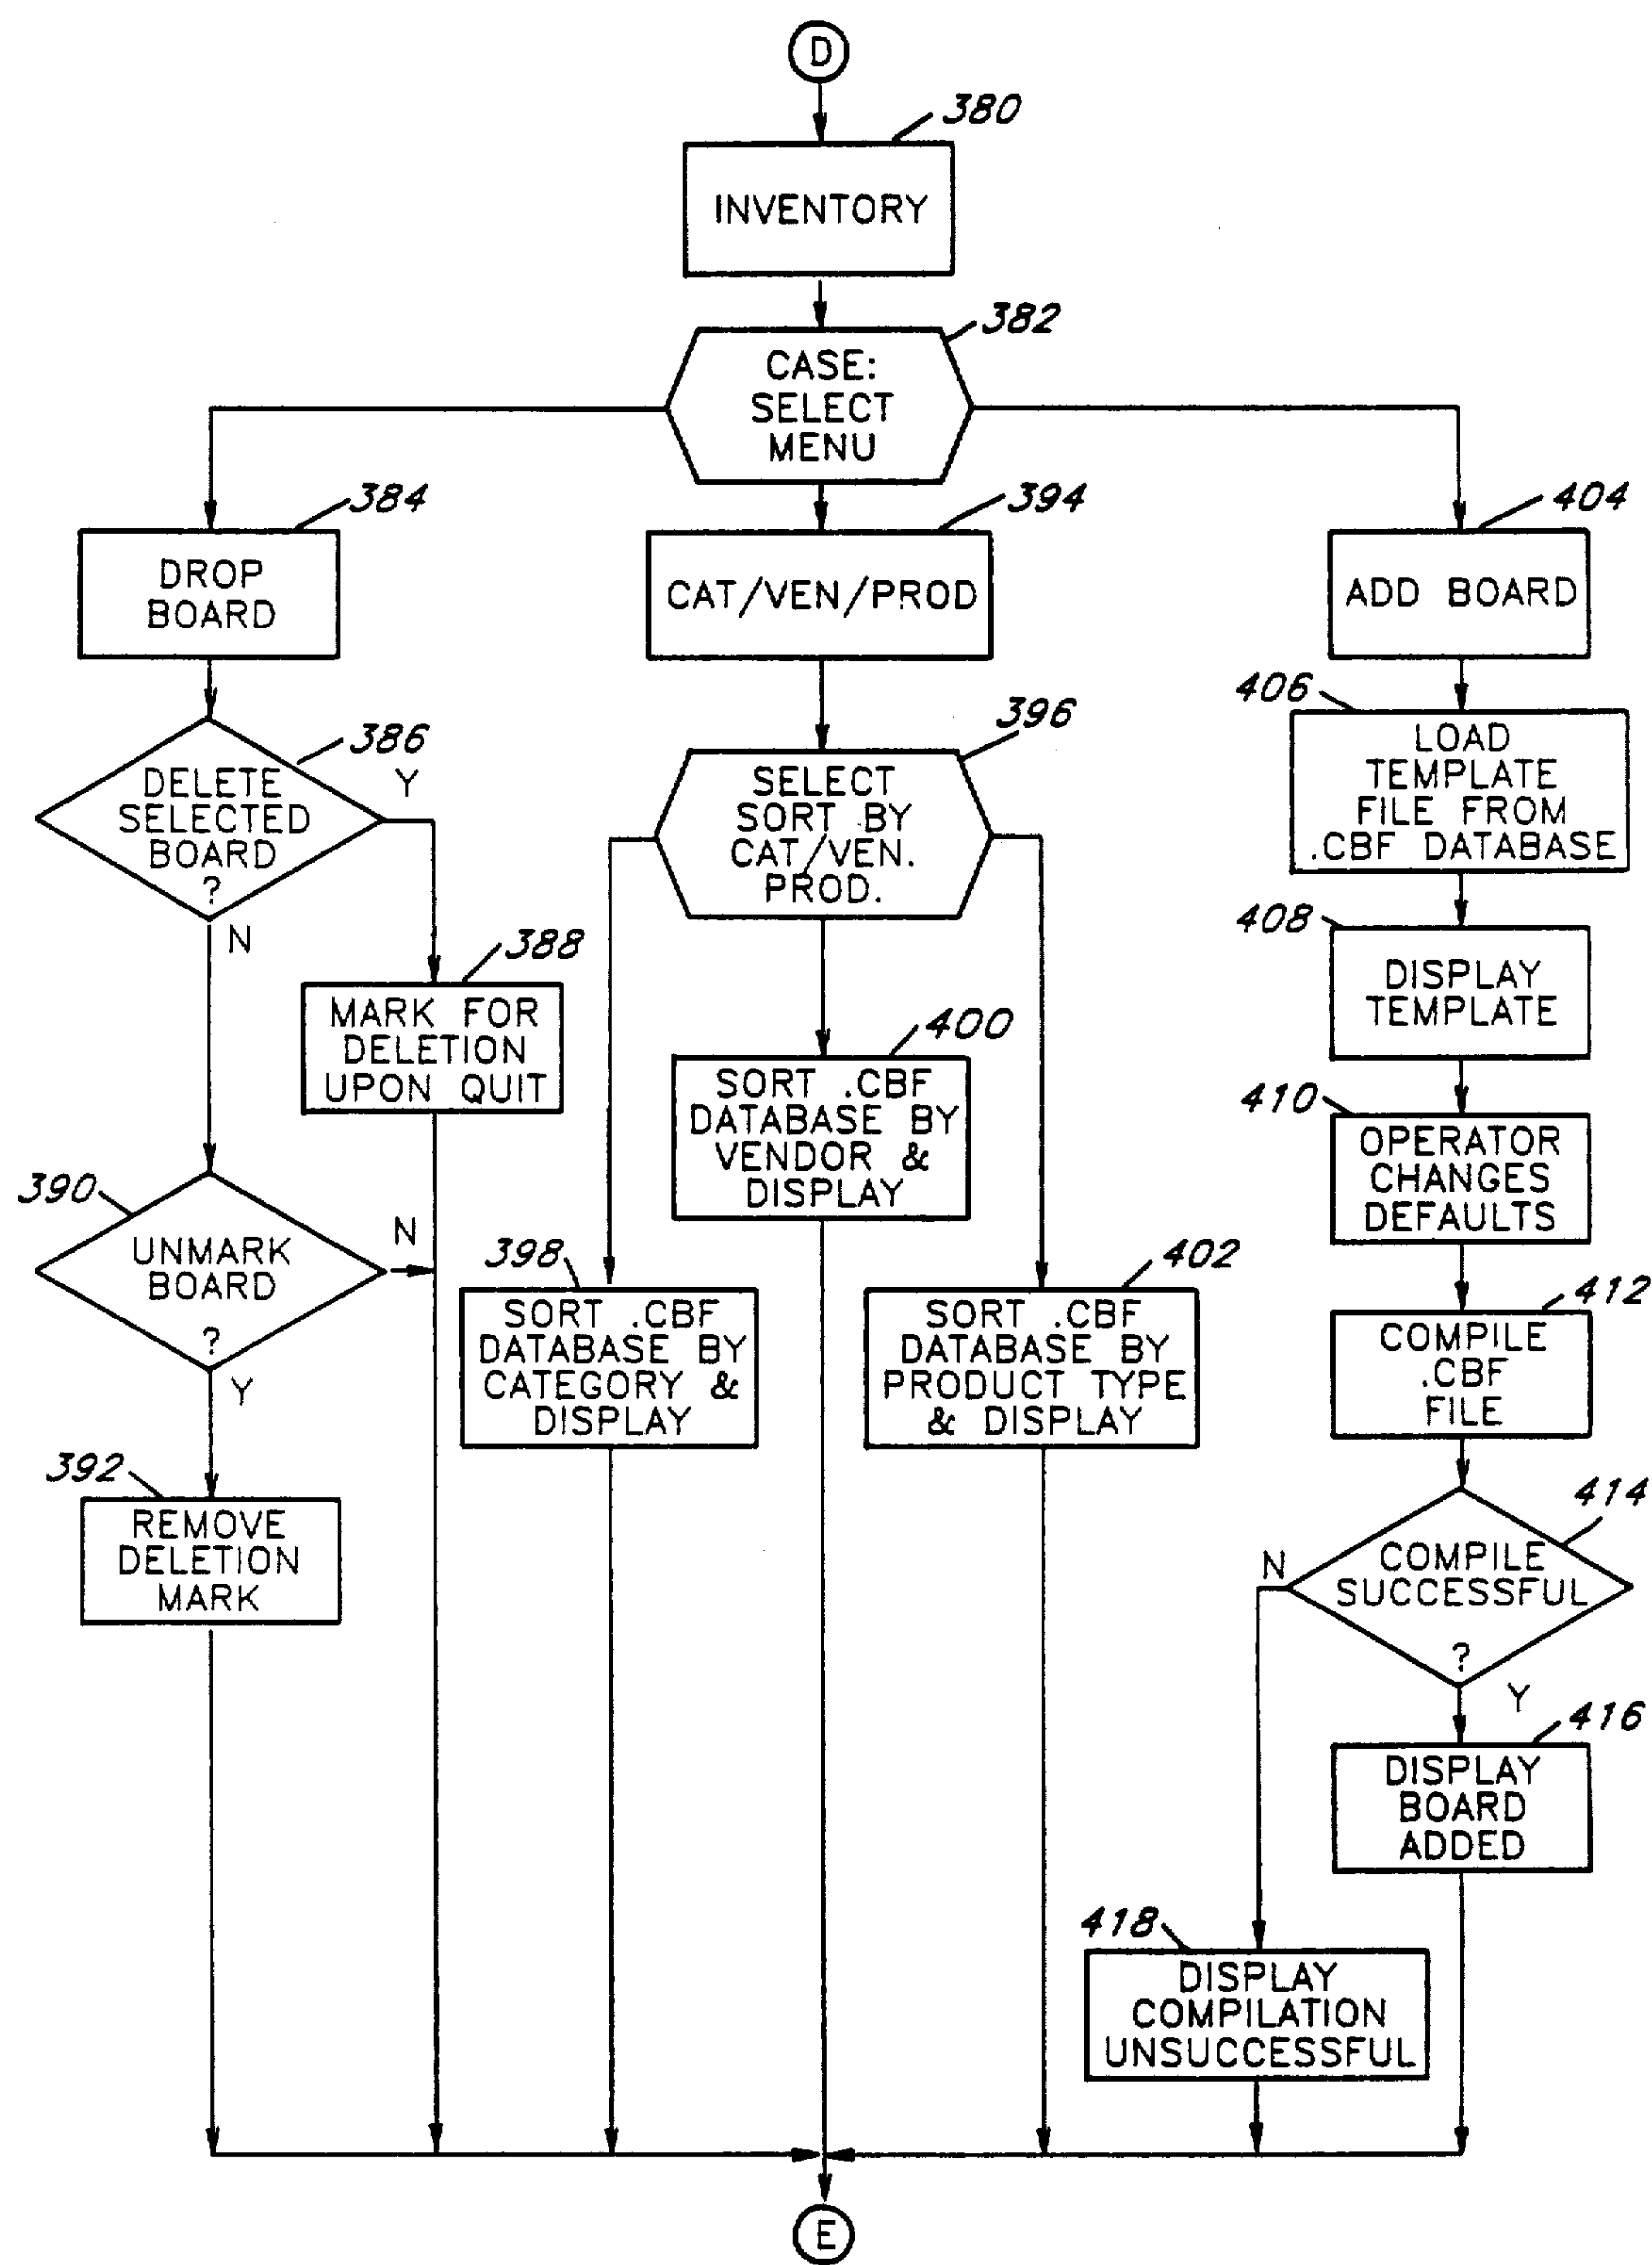 D
380
INVENTORY
382
CASE:
SELECT
MENU
384
DROP
BOARD
386
DELETE
SELECTED
BOARD
?
Y
N
388
MARK FOR
DELETION
UPON QUIT
390
UNMARK
BOARD
?
N
Y
392
REMOVE
DELETION
MARK
394
CAT/VEN/PROD
396
SELECT
SORT BY
CAT/VEN.
PROD.
398
SORT .CBF
DATABASE BY
CATEGORY &
DISPLAY
400
SORT .CBF
DATABASE BY
VENDOR &
DISPLAY
402
SORT .CBF
DATABASE BY
PRODUCT TYPE
& DISPLAY
404
ADD BOARD
406
LOAD
TEMPLATE
FILE FROM
.CBF DATABASE
408
DISPLAY
TEMPLATE
410
OPERATOR
CHANGES
DEFAULTS
412
COMPILE
.CBF
FILE
414
COMPILE
SUCCESSFUL
?
N
Y
416
DISPLAY
BOARD
ADDED
418
DISPLAY
COMPILATION
UNSUCCESSFUL
E